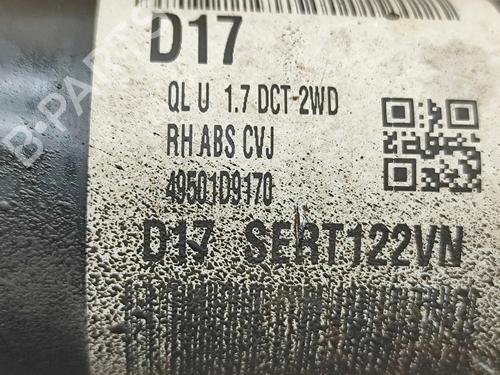 D17
QL U 1.7 DCT 2WD
RH ABS CVJ
49501D9170
D17 SERT122VN
B-PARTS